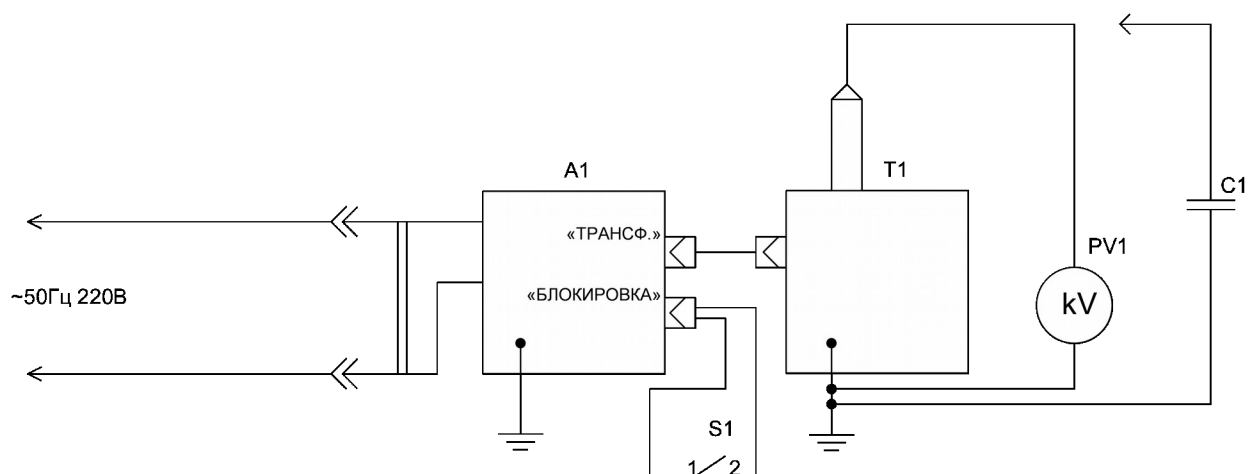 A1
T1
C1
«ТРАНСФ.»
PV1
~50Гц 220В
«БЛОКИРОВКА»
kV
S1
1 2